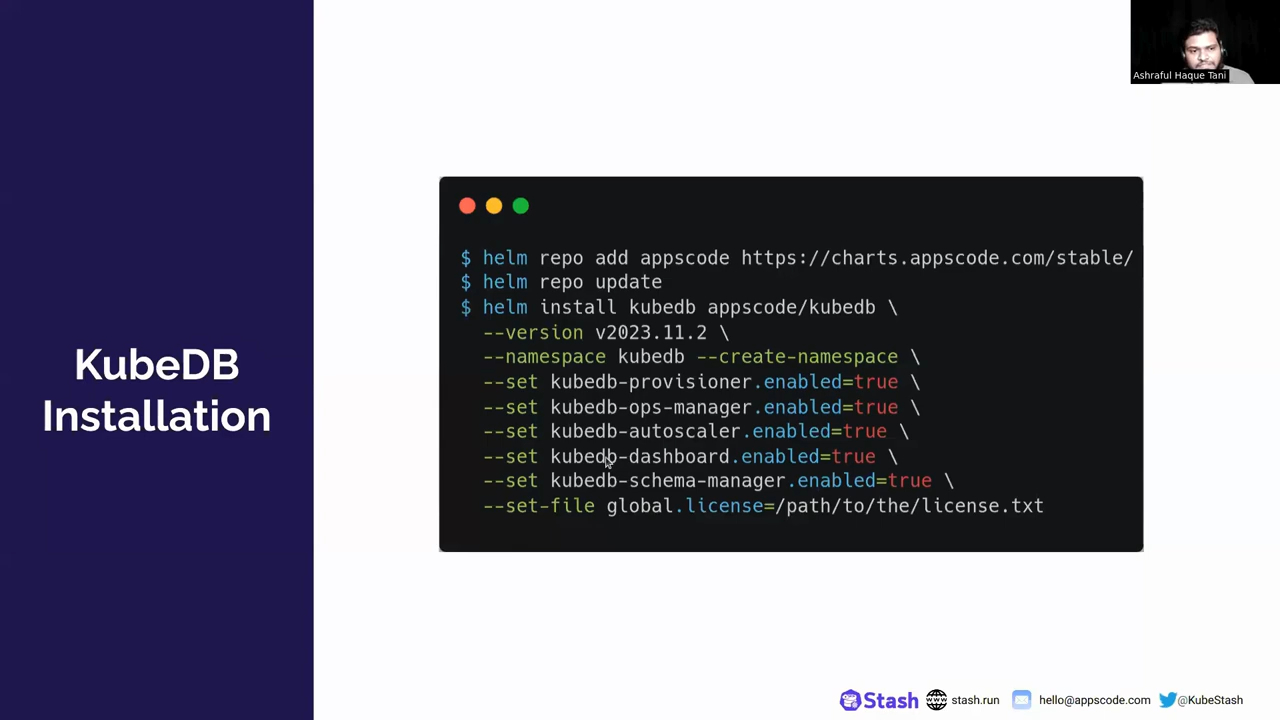 Ashraful Haque Tani
KubeDB
Installation
$ helm repo add appscode https://charts.appscode.com/stable/
$ helm repo update
$ helm install kubedb appscode/kubedb \
--version v2023.11.2 \
--namespace kubedb --create-namespace \
--set kubedb-provisioner.enabled=true \
--set kubedb-ops-manager.enabled=true \
--set kubedb-autoscaler.enabled=true \
--set kubedb-dashboard.enabled=true \
--set kubedb-schema-manager.enabled=true \
--set-file global.license=/path/to/the/license.txt
Stash stash.run hello@appscode.com @KubeStash